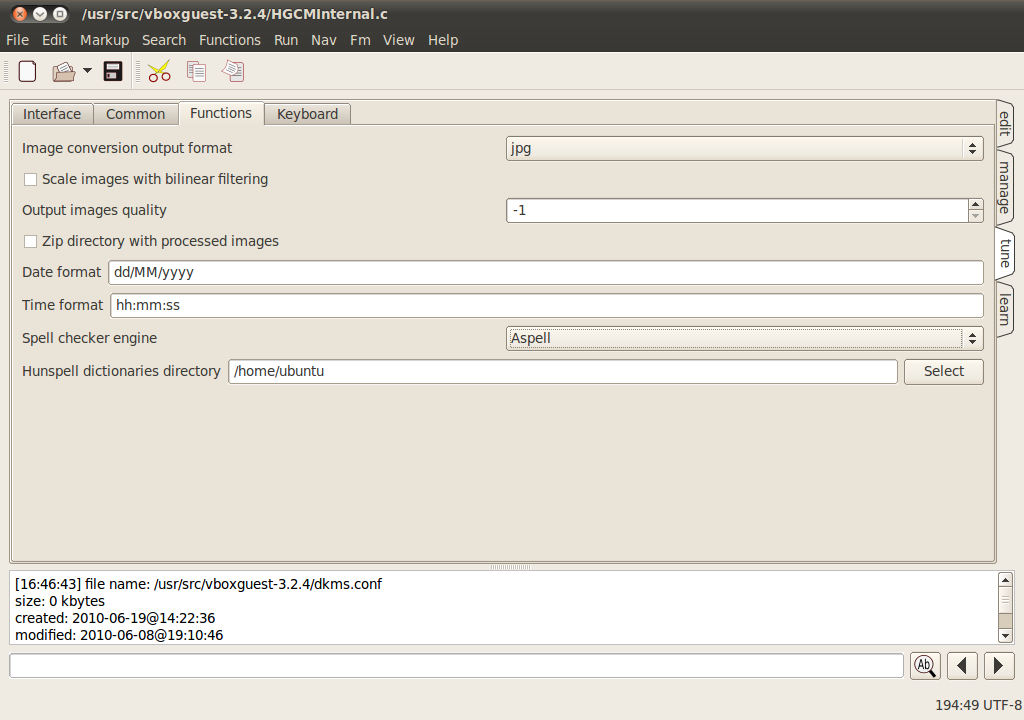 /usr/src/vboxguest-3.2.4/HGCMInternal.c
File Edit Markup Search Functions Run Nav Fm View Help
Interface Common Functions Keyboard
edit
manage
tune
learn
Image conversion output format jpg
Scale images with bilinear filtering
Output images quality -1
Zip directory with processed images
Date format dd/MM/yyyy
Time format hh:mm:ss
Spell checker engine Aspell
Hunspell dictionaries directory /home/ubuntu Select
[16:46:43] file name: /usr/src/vboxguest-3.2.4/dkms.conf
size: 0 kbytes
created: 2010-06-19@14:22:36
modified: 2010-06-08@19:10:46
Ab
194:49 UTF-8